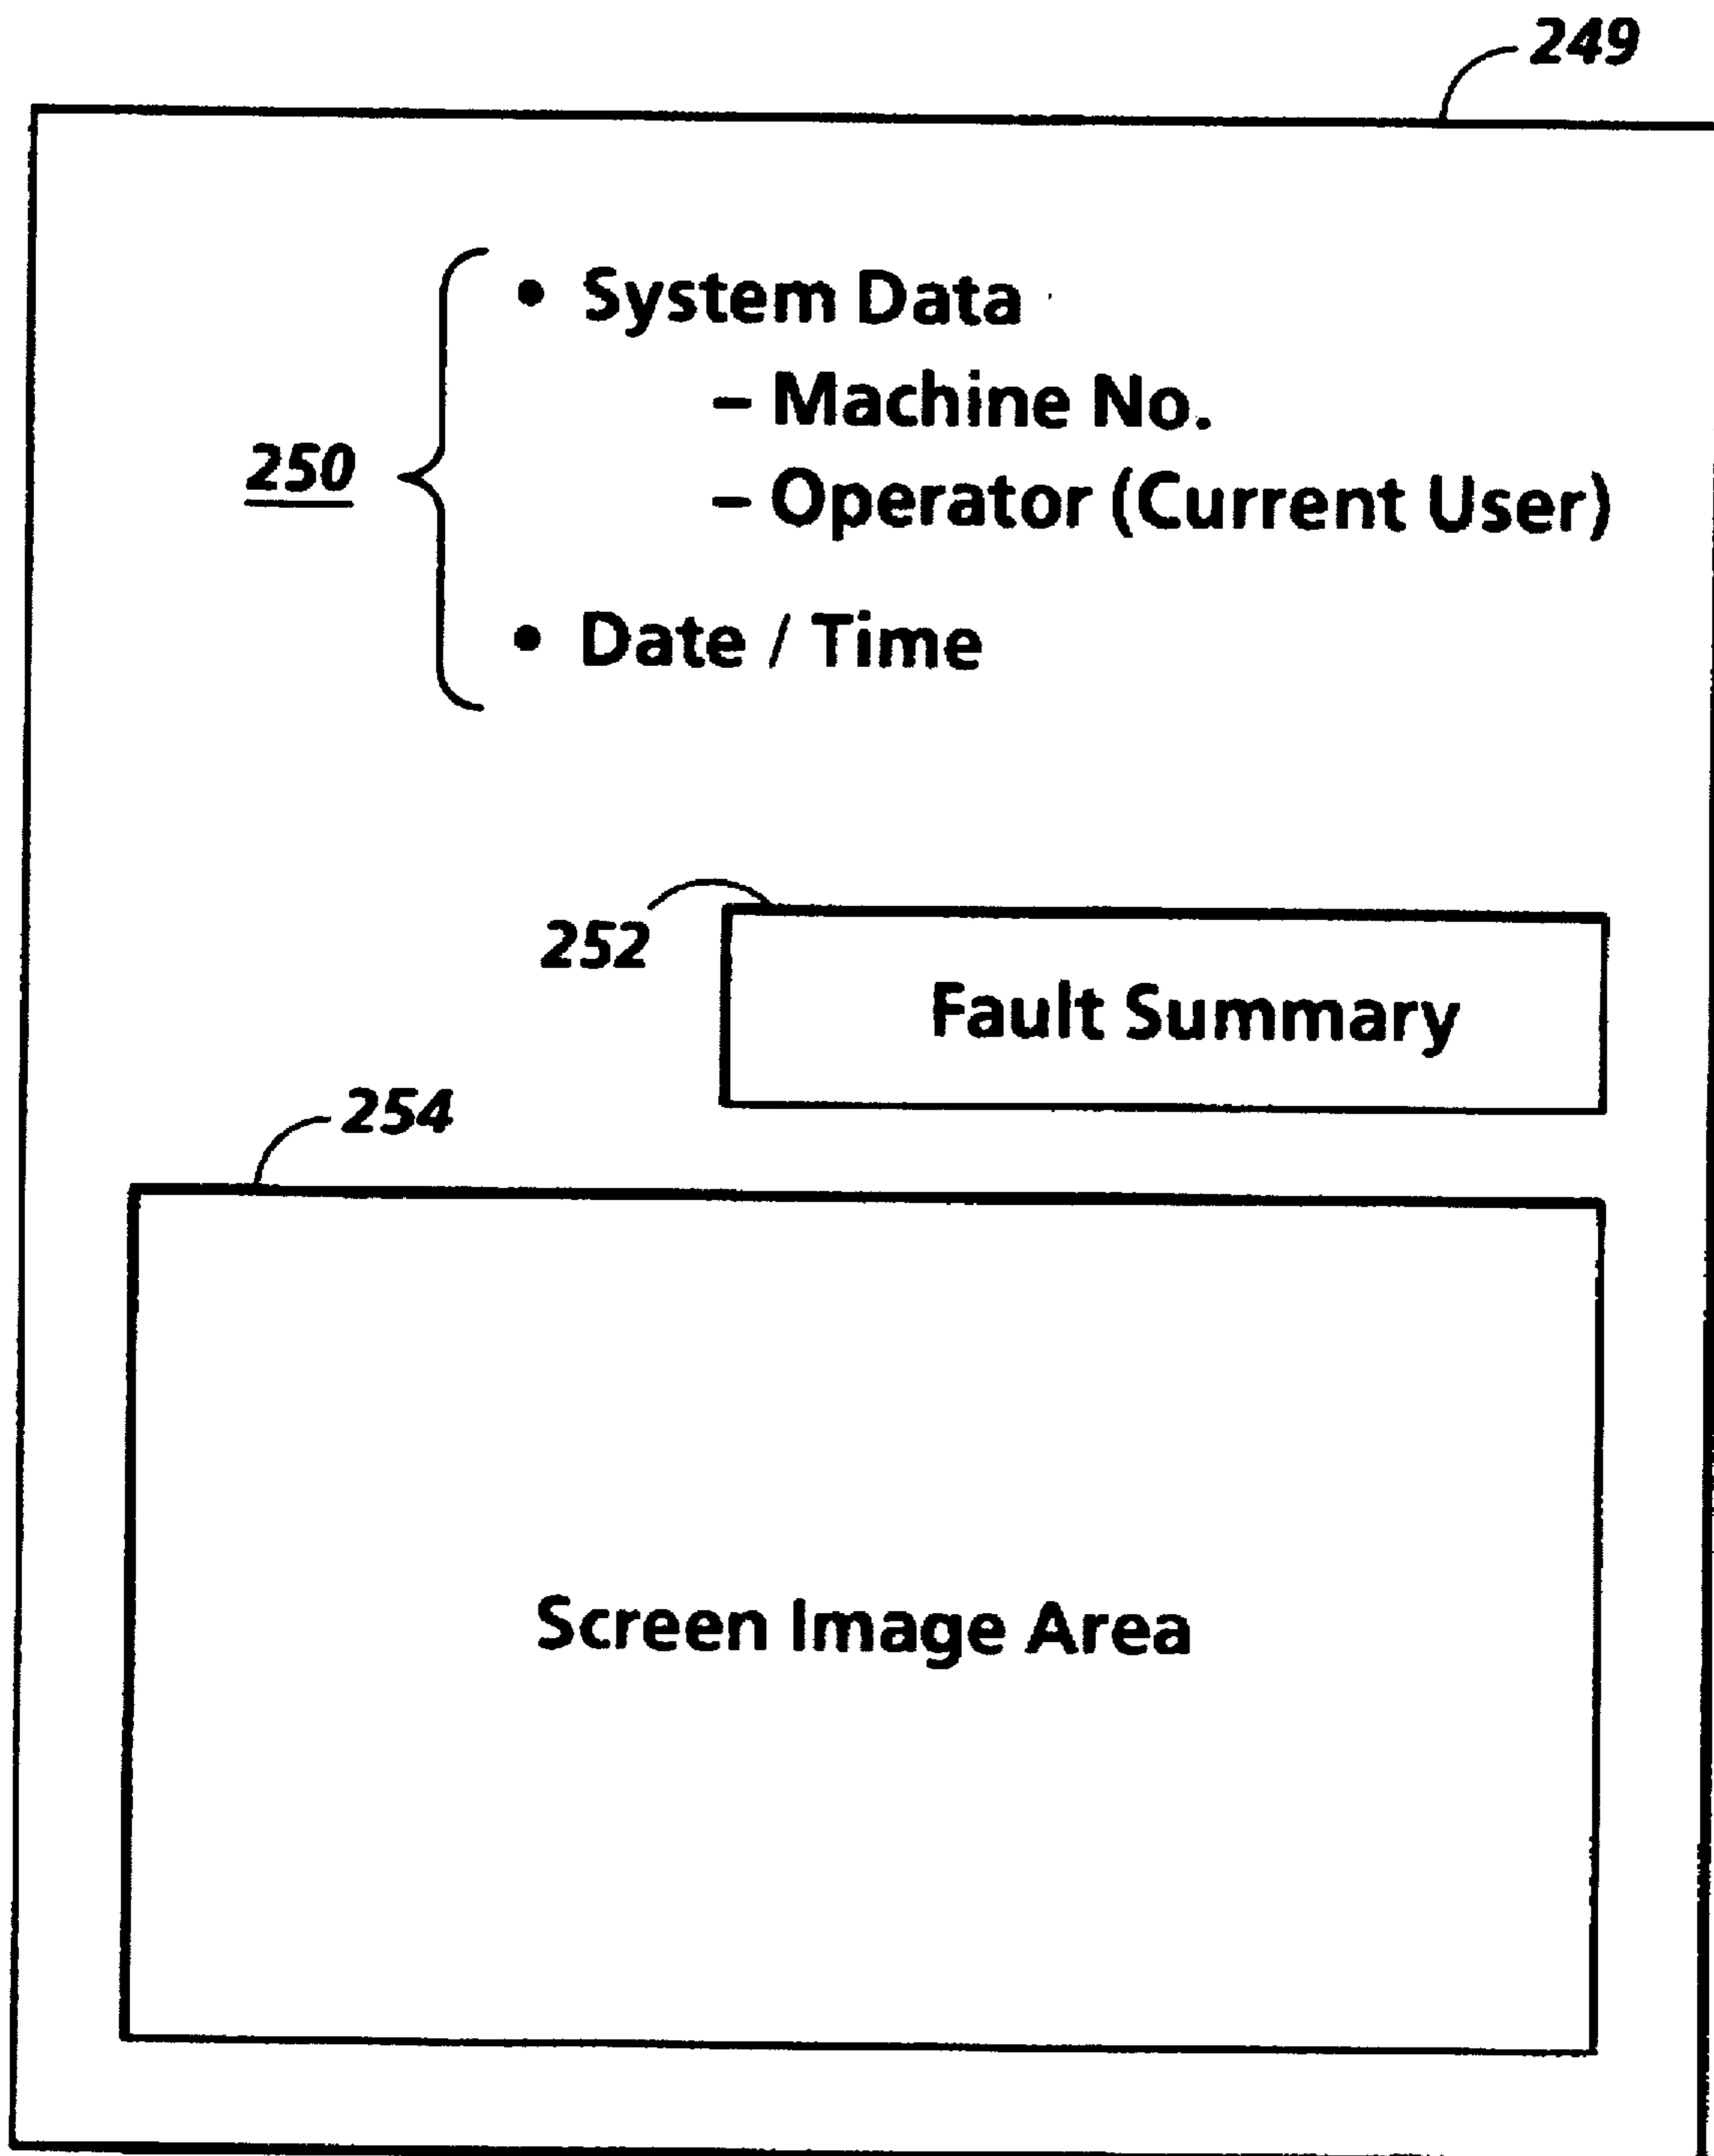 249
• System Data
– Machine No.
250
– Operator (Current User)
• Date / Time
252
Fault Summary
254
Screen Image Area